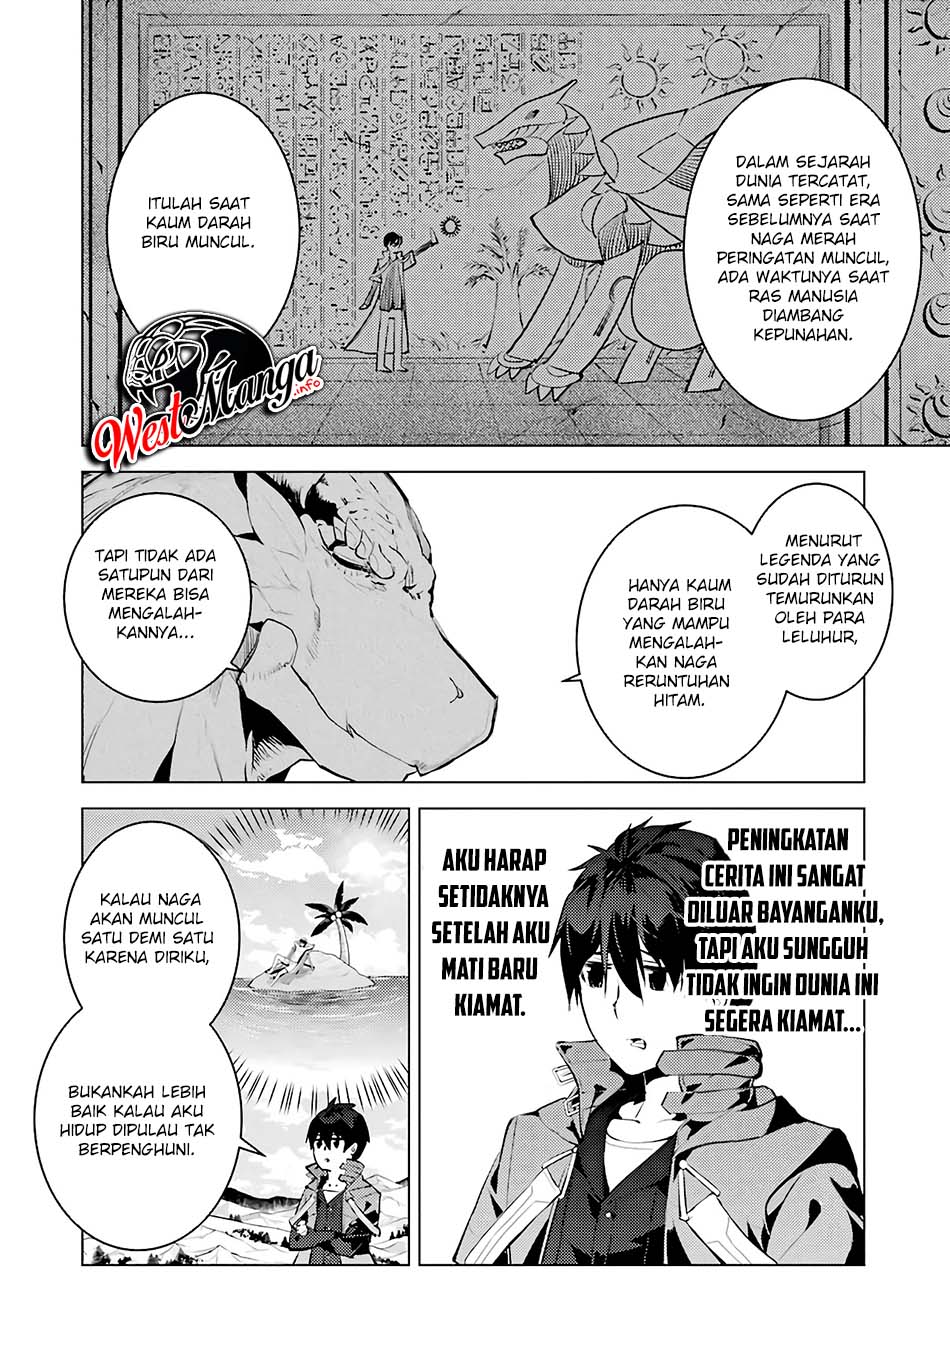 DALAM SEJARAH
DUNIA TERCATAT,
SAMA SEPERTI ERA
SEBELUMNYA SAAT
NAGA MERAH
PERINGATAN MUNCUL,
ADA WAKTUNYA SAAT
RAS MANUSIA
DIAMBANG
KEPUNAHAN.
ITULAH SAAT
KAUM DARAH
BIRU MUNCUL.
WestManga
.info
MENURUT
LEGENDA YANG
SUDAH DITURUN
TEMURUNKAN
OLEH PARA
LELUHUR,
HANYA KAUM
DARAH BIRU
YANG MAMPU
MENGALAH-
KAN NAGA
RERUNTUHAN
HITAM.
TAPI TIDAK ADA
SATUPUN DARI
MEREKA BISA
MENGALAH-
KANNYA...
PENINGKATAN
CERITA INI SANGAT
DILUAR BAYANGANKU,
TAPI AKU SUNGGUH
TIDAK INGIN DUNIA INI
SEGERA KIAMAT...
AKU HARAP
SETIDAKNYA
SETELAH AKU
MATI BARU
KIAMAT.
KALAU NAGA
AKAN MUNCUL
SATU DEMI SATU
KARENA DIRIKU,
BUKANKAH LEBIH
BAIK KALAU AKU
HIDUP DIPULAU TAK
BERPENGHUNI.